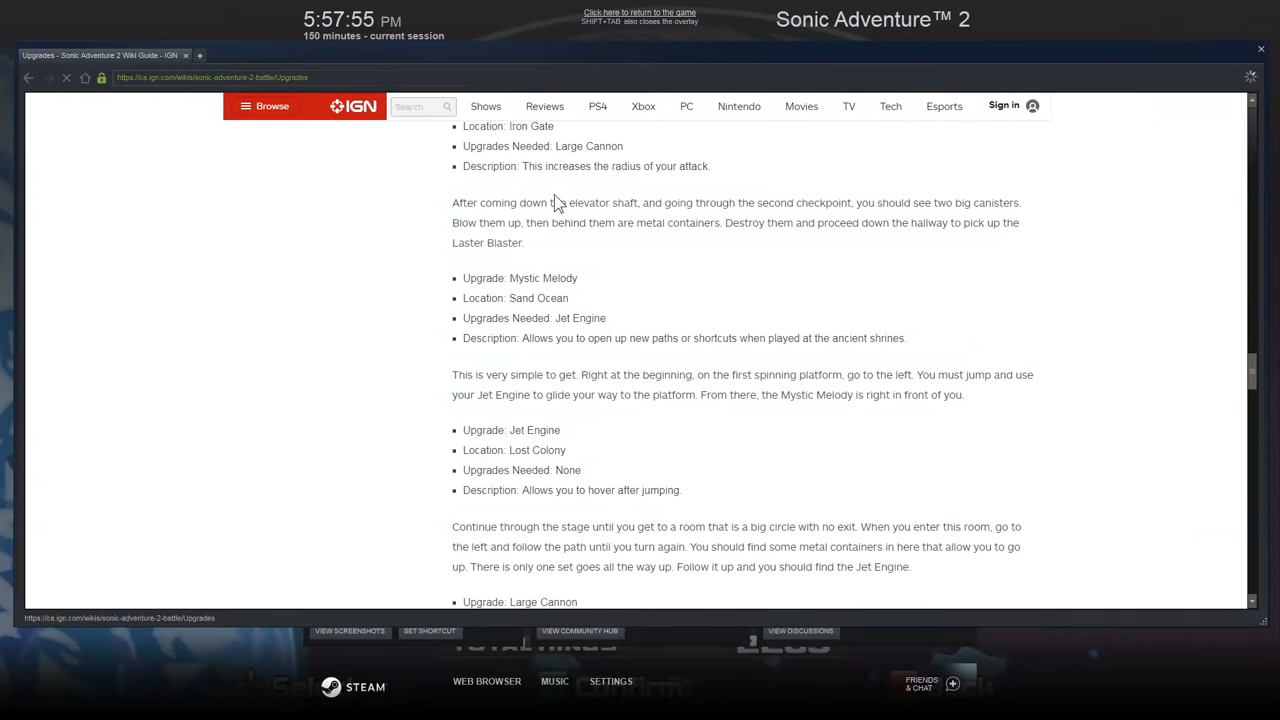 5:57:55 PM
150 minutes - current session
Click here to return to the game
SHIFT+TAB also closes the overlay
Sonic Adventure™ 2
Upgrades - Sonic Adventure 2 Wiki Guide - IGN
https://ca.ign.com/wikis/sonic-adventure-2-battle/Upgrades
Browse IGN Search Shows Reviews PS4 Xbox PC Nintendo Movies TV Tech Esports Sign in
Location: Iron Gate
Upgrades Needed: Large Cannon
Description: This increases the radius of your attack.
After coming down the elevator shaft, and going through the second checkpoint, you should see two big canisters.
Blow them up, then behind them are metal containers. Destroy them and proceed down the hallway to pick up the
Laster Blaster.
Upgrade: Mystic Melody
Location: Sand Ocean
Upgrades Needed: Jet Engine
Description: Allows you to open up new paths or shortcuts when played at the ancient shrines.
This is very simple to get. Right at the beginning, on the first spinning platform, go to the left. You must jump and use
your Jet Engine to glide your way to the platform. From there, the Mystic Melody is right in front of you.
Upgrade: Jet Engine
Location: Lost Colony
Upgrades Needed: None
Description: Allows you to hover after jumping.
Continue through the stage until you get to a room that is a big circle with no exit. When you enter this room, go to
the left and follow the path until you turn again. You should find some metal containers in here that allow you to go
up. There is only one set goes all the way up. Follow it up and you should find the Jet Engine.
Upgrade: Large Cannon
https://ca.ign.com/wikis/sonic-adventure-2-battle/Upgrades
VIEW SCREENSHOTS SET SHORTCUT VIEW COMMUNITY HUB VIEW DISCUSSIONS
STEAM WEB BROWSER MUSIC SETTINGS FRIENDS
& CHAT